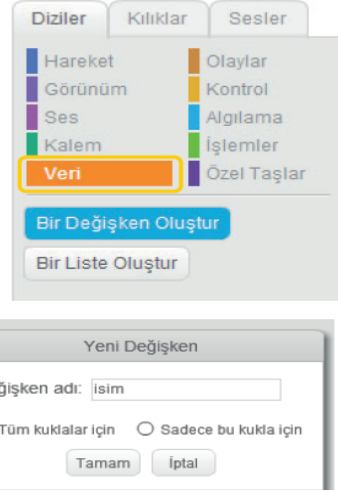 Diziler Kılıklar Sesler
Hareket Olaylar
Görünüm Kontrol
Ses Algılama
Kalem İşlemler
Veri Özel Taşlar
Bir Değişken Oluştur
Bir Liste Oluştur
Yeni Değişken
ğişken adı: isim
Tüm kuklalar için Sadece bu kukla için
Tamam İptal